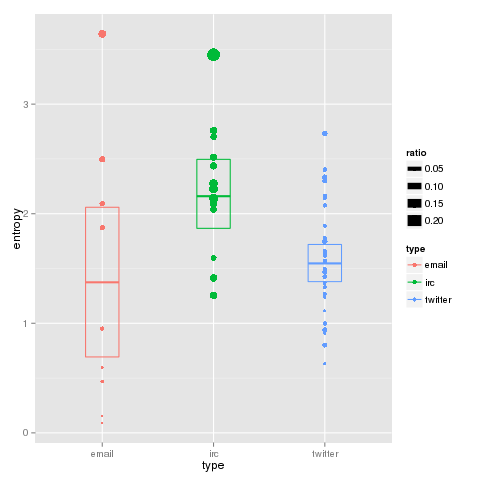 entropy
3
2
1
0
email
irc
twitter
type
ratio
0.05
0.10
0.15
0.20
type
email
irc
twitter